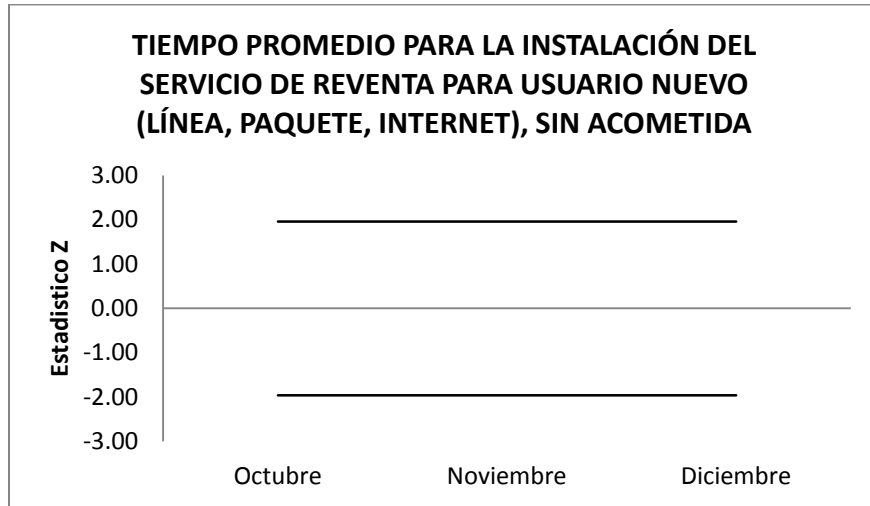 TIEMPO PROMEDIO PARA LA INSTALACIÓN DEL
SERVICIO DE REVENTA PARA USUARIO NUEVO
(LÍNEA, PAQUETE, INTERNET), SIN ACOMETIDA
Estadistico Z
3.00
2.00
1.00
0.00
-1.00
-2.00
-3.00
Octubre
Noviembre
Diciembre